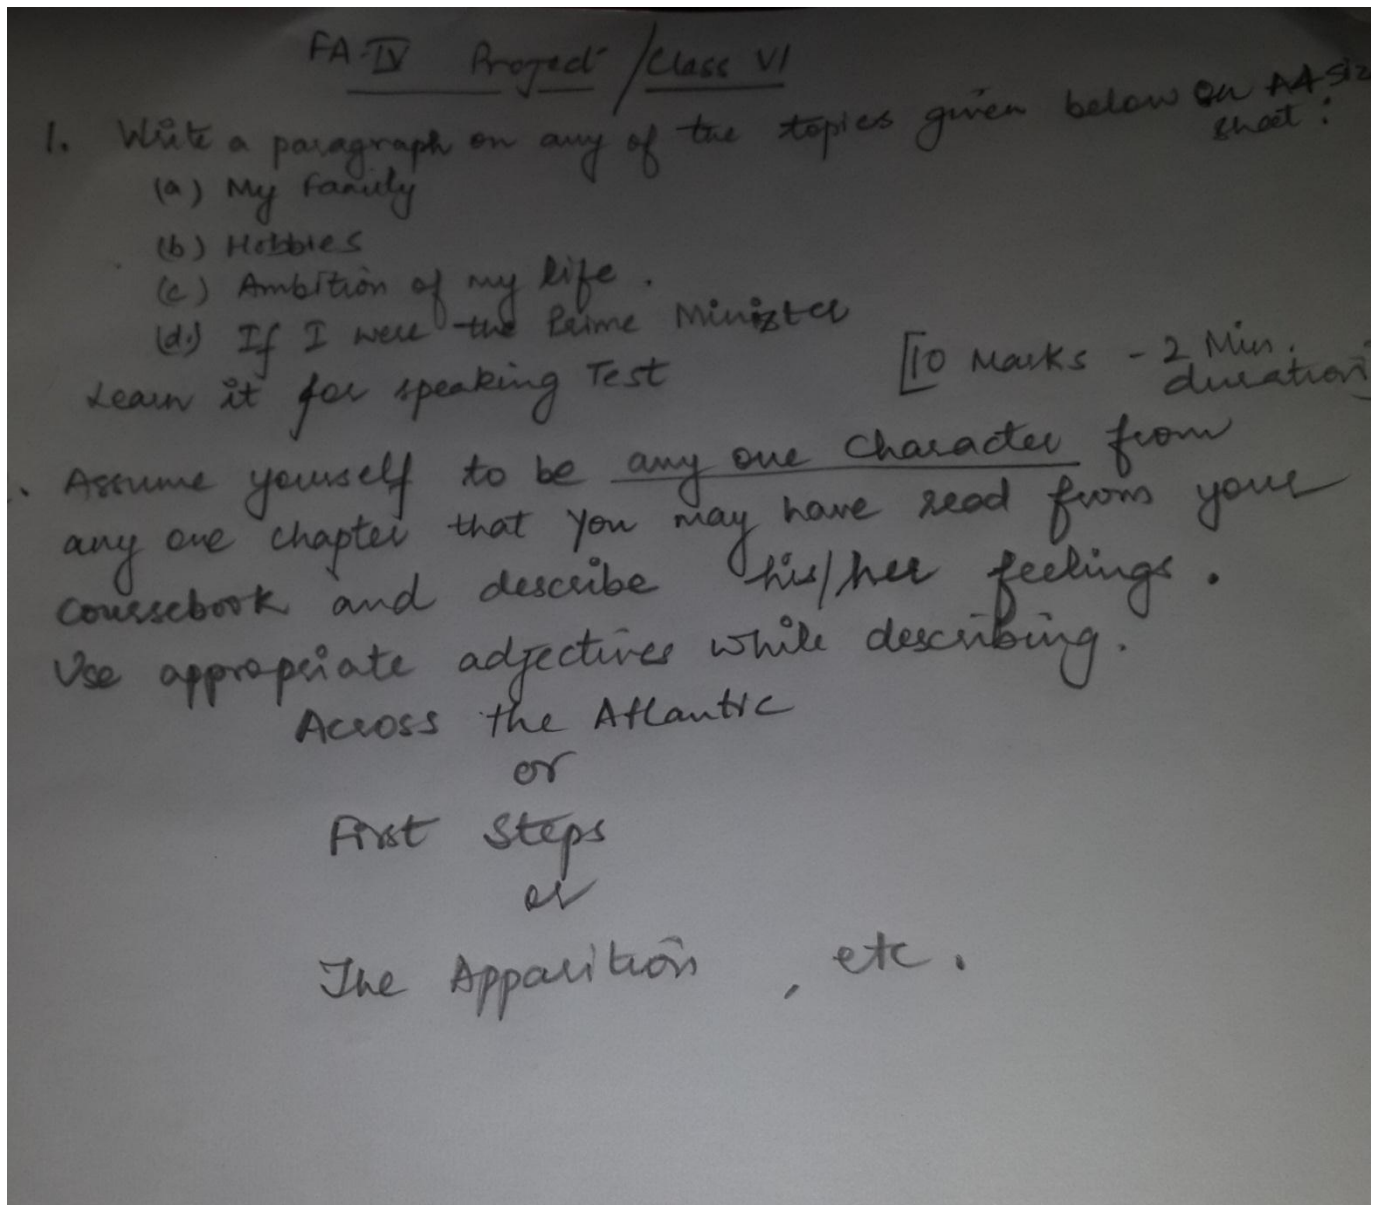 FA-IV Project / Class VI
1. Write a paragraph on any of the topics given below on A4 siz
sheet :
(a) My Family
(b) Hobbies
(c) Ambition of my life .
(d.) If I were the Prime Minister
Learn it for speaking Test [10 Marks - 2 Min.
duration]
. Assume yourself to be any one Character from
any one chapter that you may have read from your
coursebook and describe his/her feelings .
Use appropriate adjectives while describing.
Across the Atlantic
or
First Steps
or
The Apparition , etc .